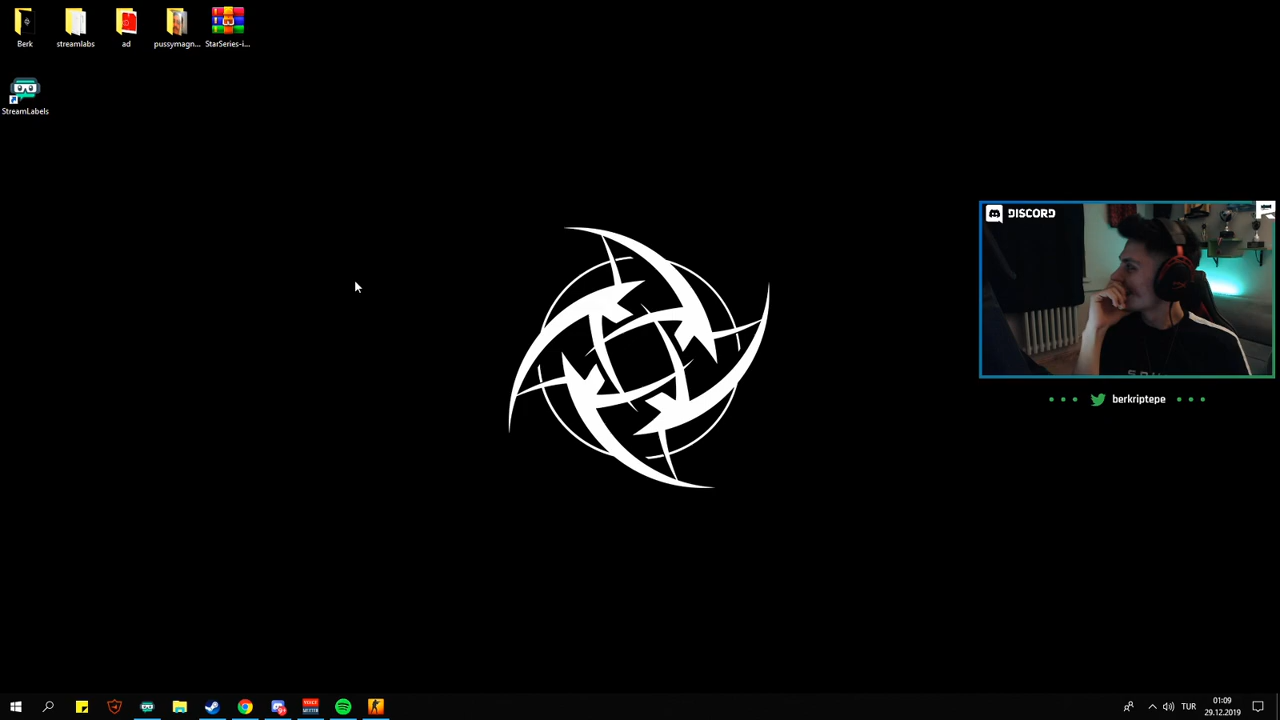 Berk
streamlabs
ad
pussymagn...
StarSeries-i...
StreamLabels
DISCORD
berkriptepe
TUR
01:09
29.12.2019